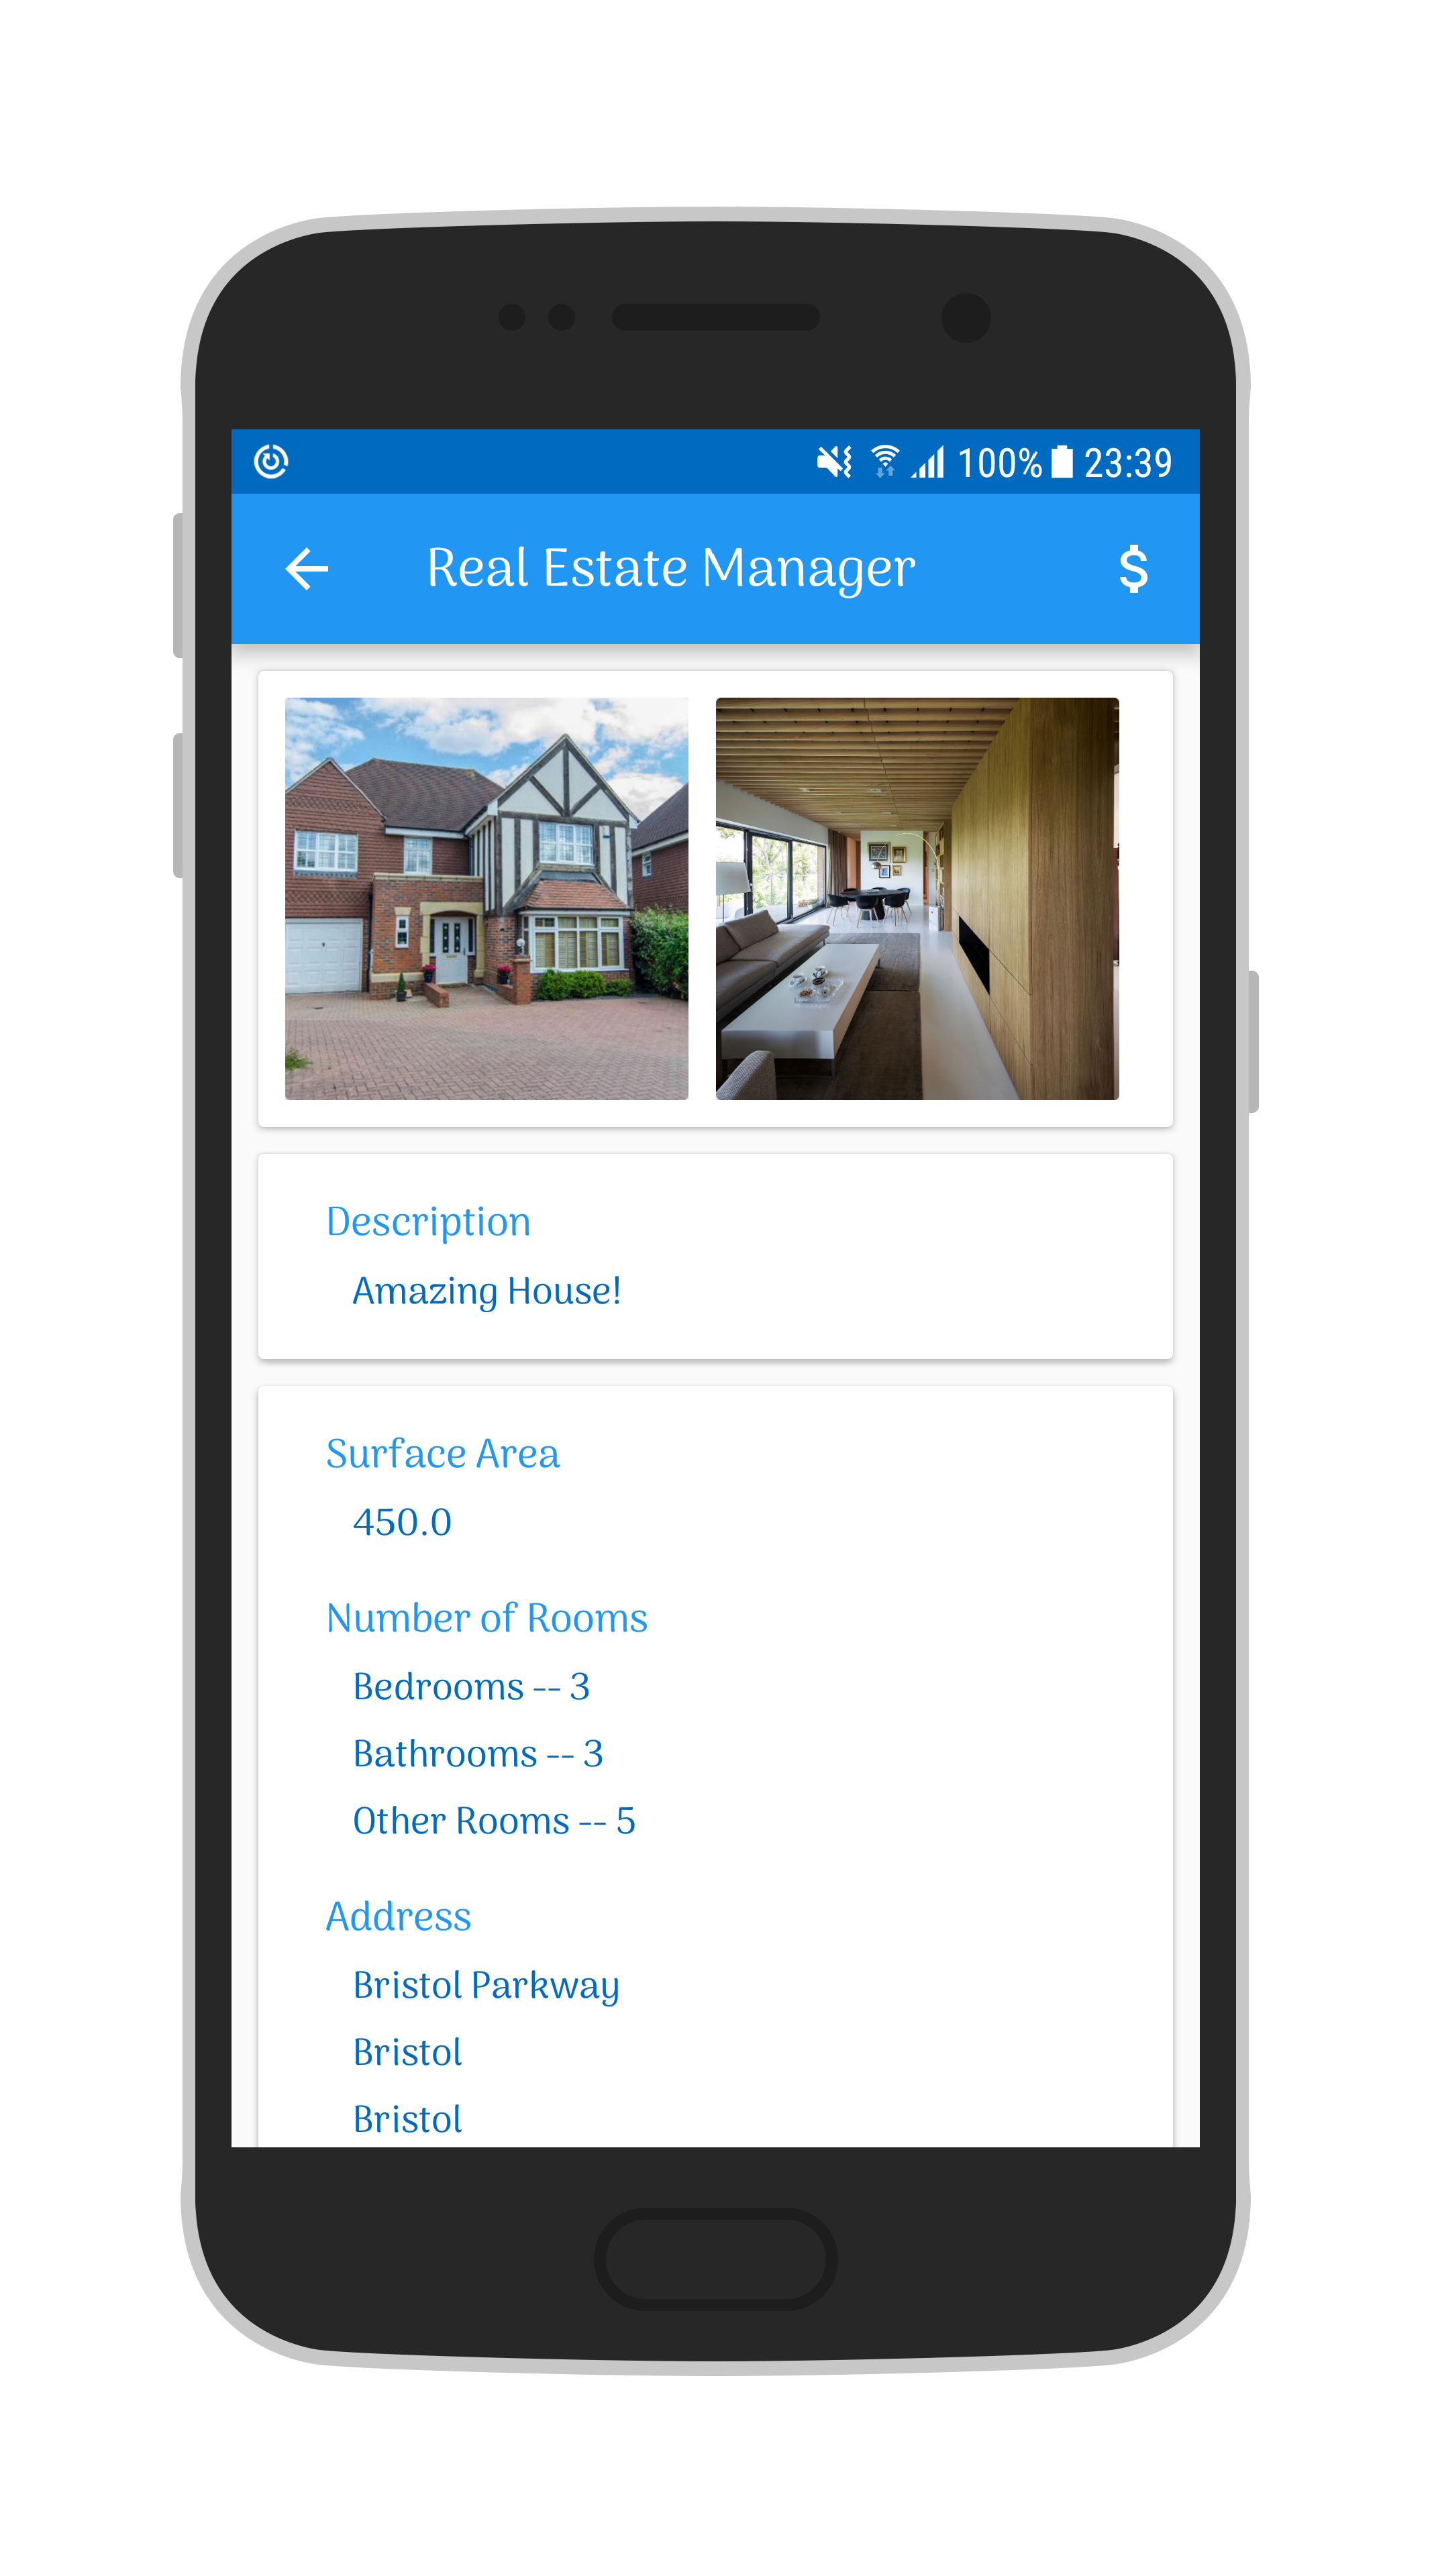 100% 23:39
Real Estate Manager $
Description
Amazing House!
Surface Area
450.0
Number of Rooms
Bedrooms -- 3
Bathrooms -- 3
Other Rooms -- 5
Address
Bristol Parkway
Bristol
Bristol